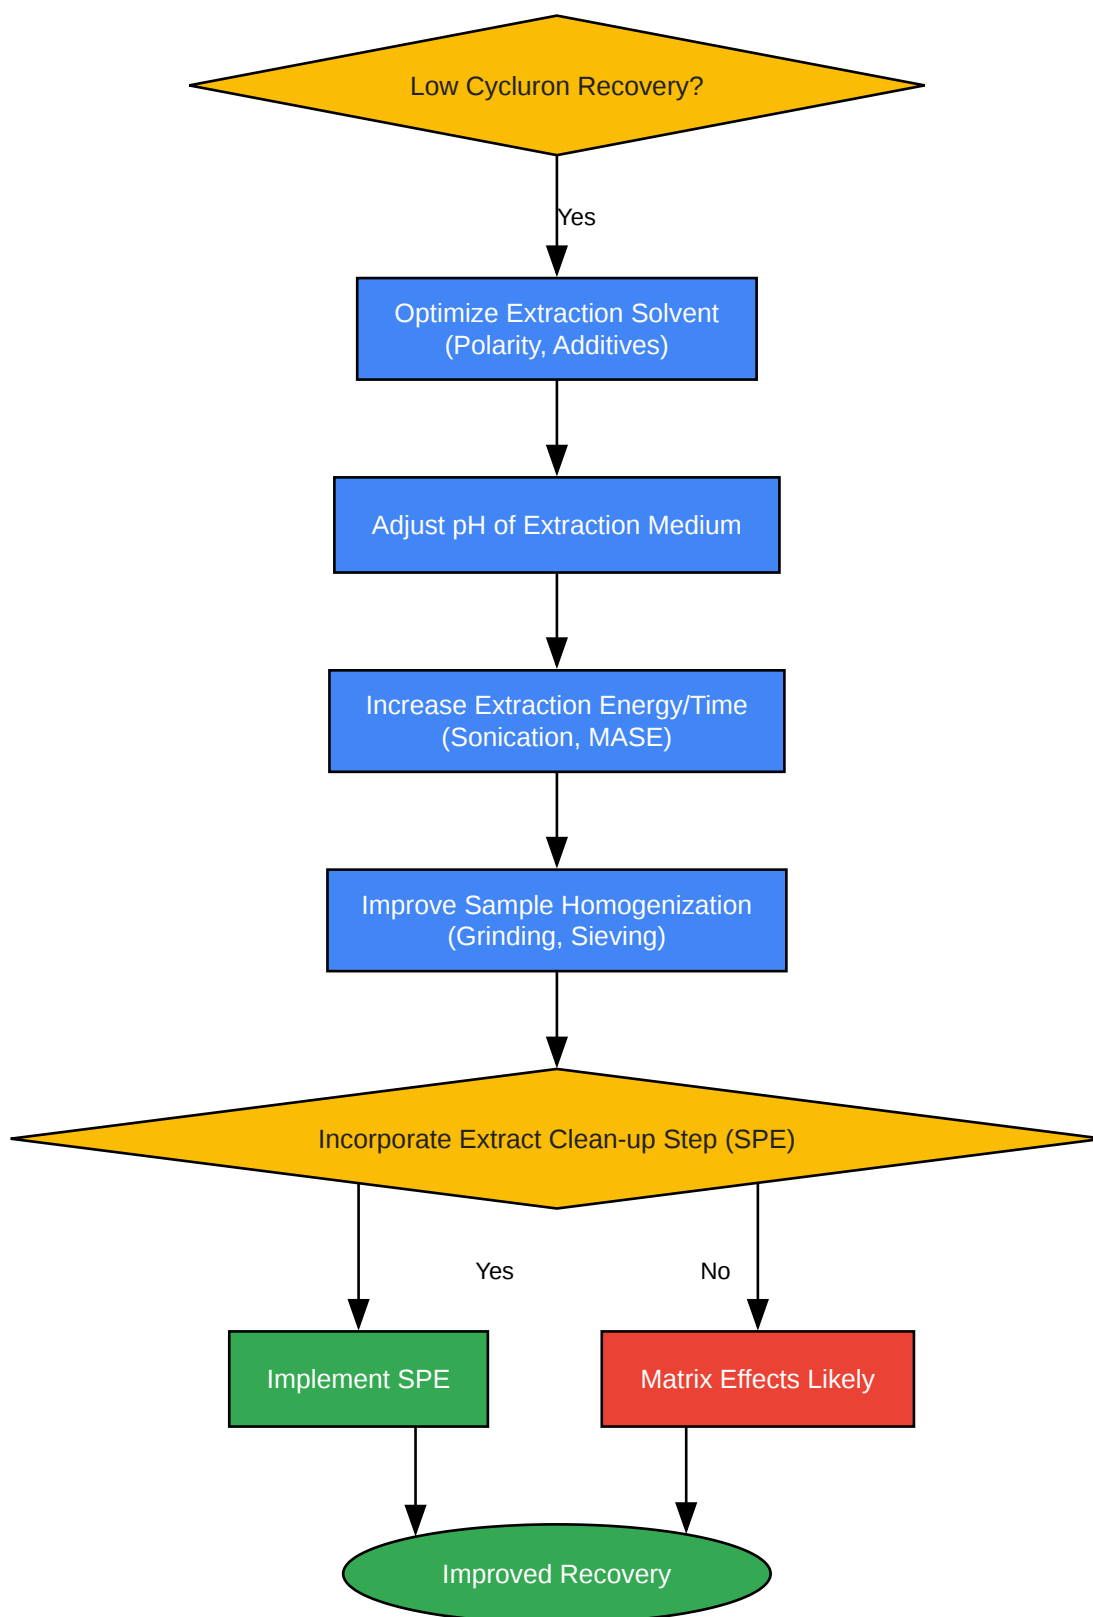 Low Cycluron Recovery?
Yes
Optimize Extraction Solvent
(Polarity, Additives)
Adjust pH of Extraction Medium
Increase Extraction Energy/Time
(Sonication, MASE)
Improve Sample Homogenization
(Grinding, Sieving)
Incorporate Extract Clean-up Step (SPE)
Yes
No
Implement SPE
Matrix Effects Likely
Improved Recovery